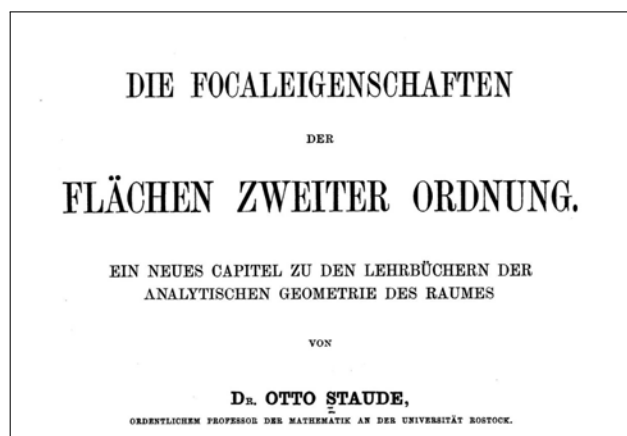 DIE FOCALEIGENSCHAFTEN
DER
FLÄCHEN ZWEITER ORDNUNG.
EIN NEUES CAPITEL ZU DEN LEHRBÜCHERN DER
ANALYTISCHEN GEOMETRIE DES RAUMES
VON
DR. OTTO STAUDE,
ORDENTLICHEM PROFESSOR DER MATHEMATIK AN DER UNIVERSITÄT ROSTOCK.